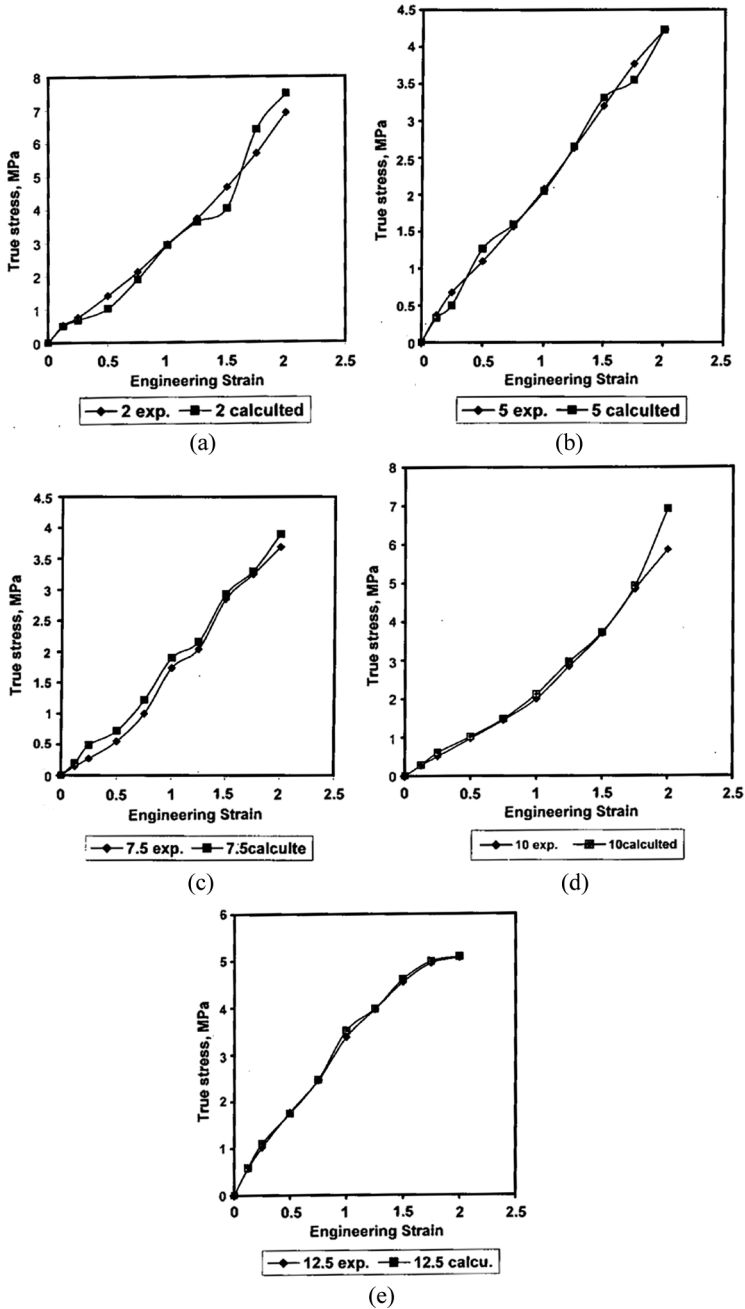 8
7
6
5
4
3
2
1
0
True stress, MPa
0 0.5 1 1.5 2 2.5
Engineering Strain
2 exp. 2 calculted
(a)
4.5
4
3.5
3
2.5
2
1.5
1
0.5
0
True stress, MPa
0 0.5 1 1.5 2 2.5
Engineering Strain
5 exp. 5 calculted
(b)
4.5
4
3.5
3
2.5
2
1.5
1
0.5
0
True stress, MPa
0 0.5 1 1.5 2 2.5
Engineering Strain
7.5 exp. 7.5calculte
(c)
8
7
6
5
4
3
2
1
0
True stress, MPa
0 0.5 1 1.5 2 2.5
Engineering Strain
10 exp. 10calculted
(d)
6
5
4
3
2
1
0
True stress, MPa
0 0.5 1 1.5 2 2.5
Engineering Strain
12.5 exp. 12.5 calcu.
(e)